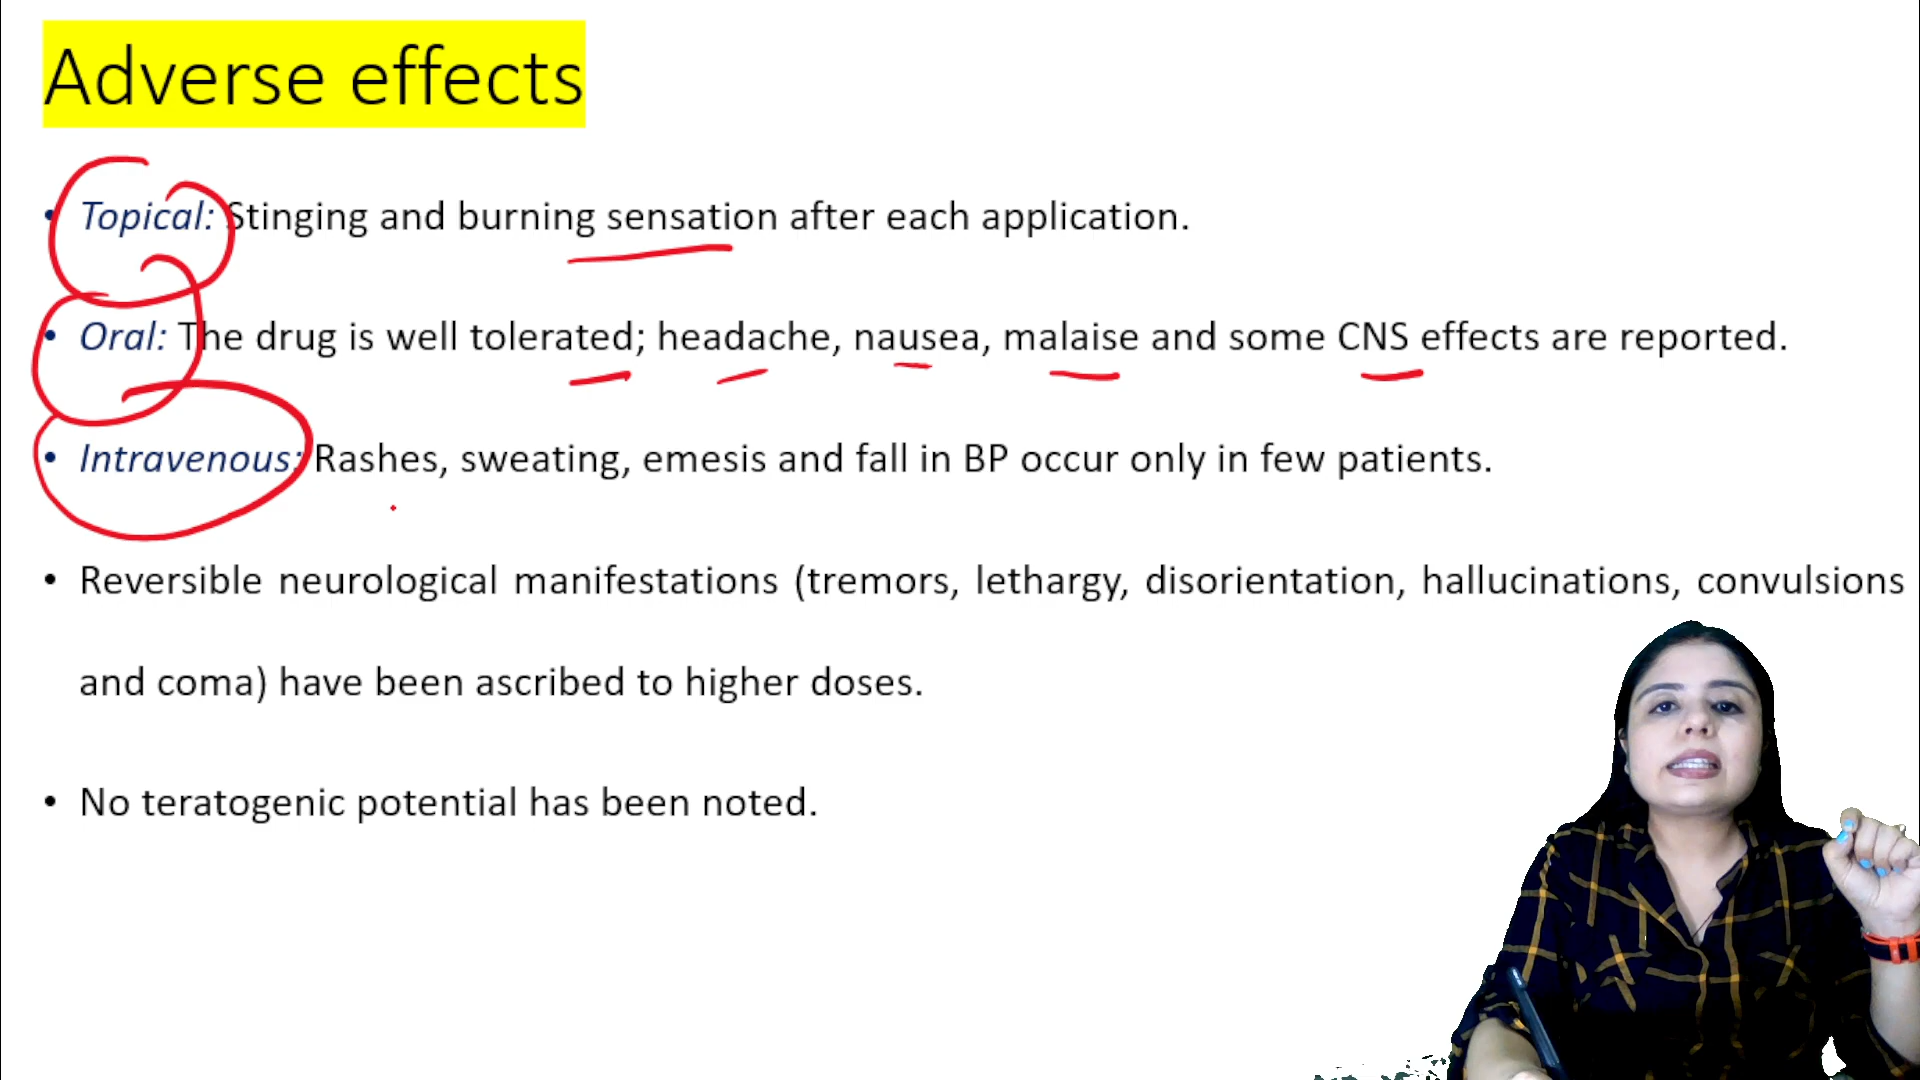 Adverse effects
• Topical: Stinging and burning sensation after each application.
• Oral: The drug is well tolerated; headache, nausea, malaise and some CNS effects are reported.
• Intravenous: Rashes, sweating, emesis and fall in BP occur only in few patients.
• Reversible neurological manifestations (tremors, lethargy, disorientation, hallucinations, convulsions
and coma) have been ascribed to higher doses.
• No teratogenic potential has been noted.